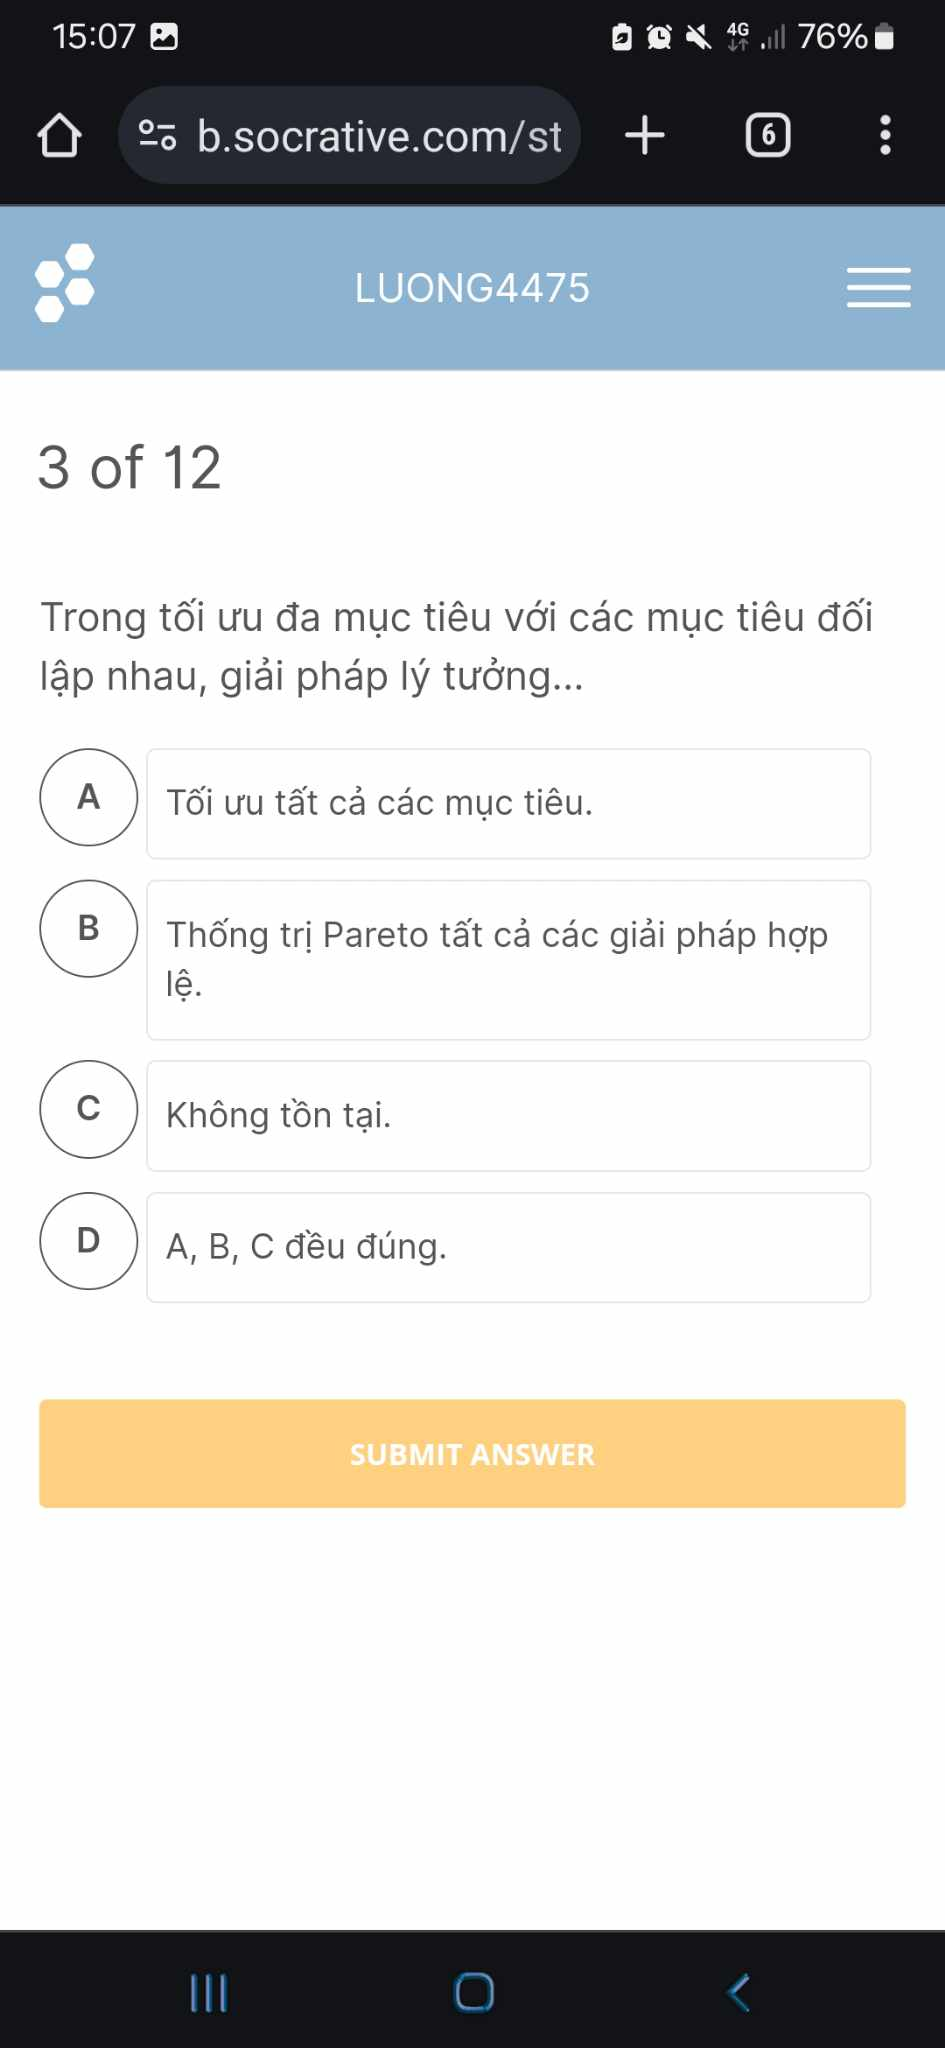 15:07
4G
76%
b.socrative.com/st
6
LUONG4475
3 of 12
Trong tối ưu đa mục tiêu với các mục tiêu đối
lập nhau, giải pháp lý tưởng...
A
Tối ưu tất cả các mục tiêu.
B
Thống trị Pareto tất cả các giải pháp hợp
lệ.
C
Không tồn tại.
D
A, B, C đều đúng.
SUBMIT ANSWER